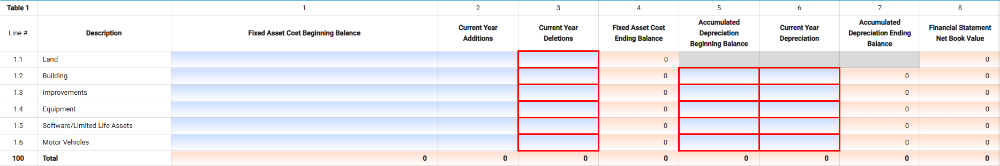 Table 1 1 2 3 4 5 6 7 8
Line # Description Fixed Asset Cost Beginning Balance Current Year Additions Current Year Deletions Fixed Asset Cost Ending Balance Accumulated Depreciation Beginning Balance Current Year Depreciation Accumulated Depreciation Ending Balance Financial Statement Net Book Value
1.1 Land 0 0
1.2 Building 0 0 0
1.3 Improvements 0 0 0
1.4 Equipment 0 0 0
1.5 Software/Limited Life Assets 0 0 0
1.6 Motor Vehicles 0 0 0
100 Total 0 0 0 0 0 0 0 0